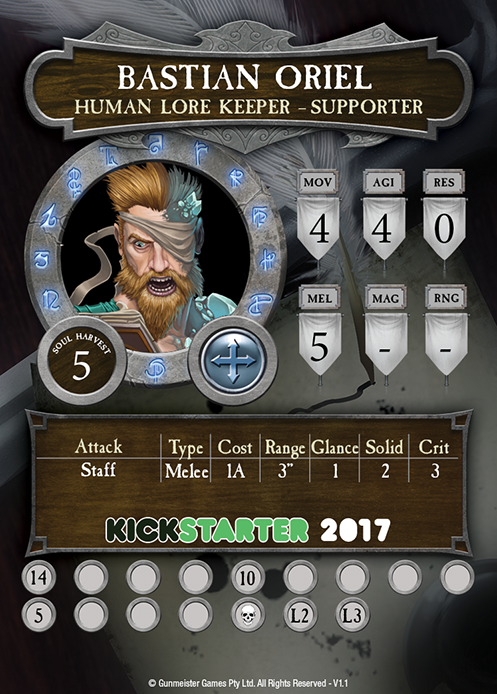 BASTIAN ORIEL
HUMAN LORE KEEPER – SUPPORTER
MOV AGI RES
4 4 0
MEL MAG RNG
5 - -
SOUL HARVEST
5
Attack Type Cost Range Glance Solid Crit
Staff Melee 1A 3" 1 2 3
KICKSTARTER 2017
14 10
5 L2 L3
© Gunmeister Games Pty Ltd. All Rights Reserved - V1.1